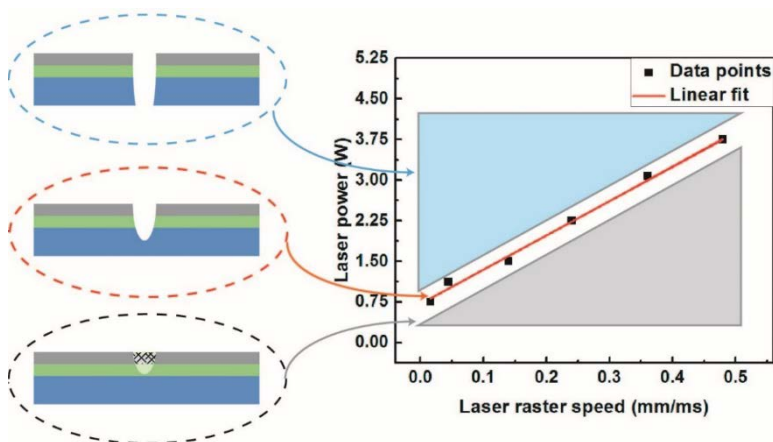 5.25
4.50
3.75
3.00
2.25
1.50
0.75
0.00
Laser power (W)
Data points
Linear fit
0.0 0.1 0.2 0.3 0.4 0.5
Laser raster speed (mm/ms)